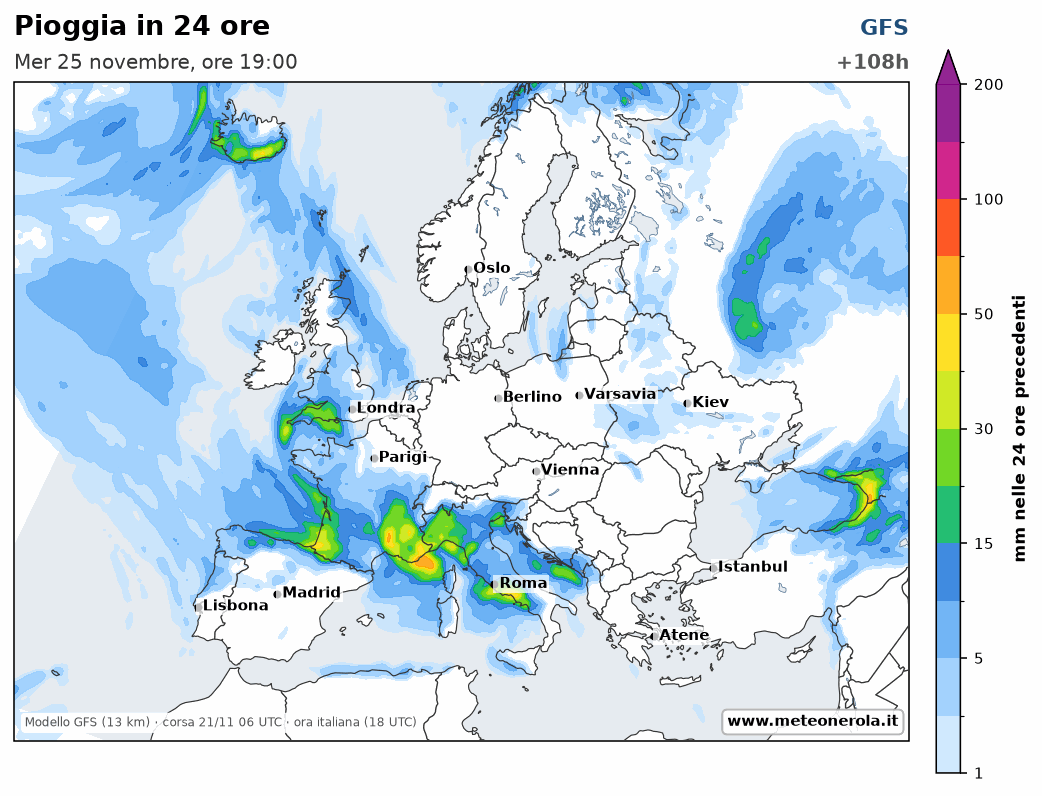 Pioggia in 24 ore
GFS
Mer 25 novembre, ore 19:00
+108h
200
100
50
30
15
5
1
mm nelle 24 ore precedenti
Oslo
Berlino
Varsavia
Kiev
Londra
Parigi
Vienna
Istanbul
Roma
Madrid
Lisbona
Atene
Modello GFS (13 km) · corsa 21/11 06 UTC · ora italiana (18 UTC)
www.meteonerola.it